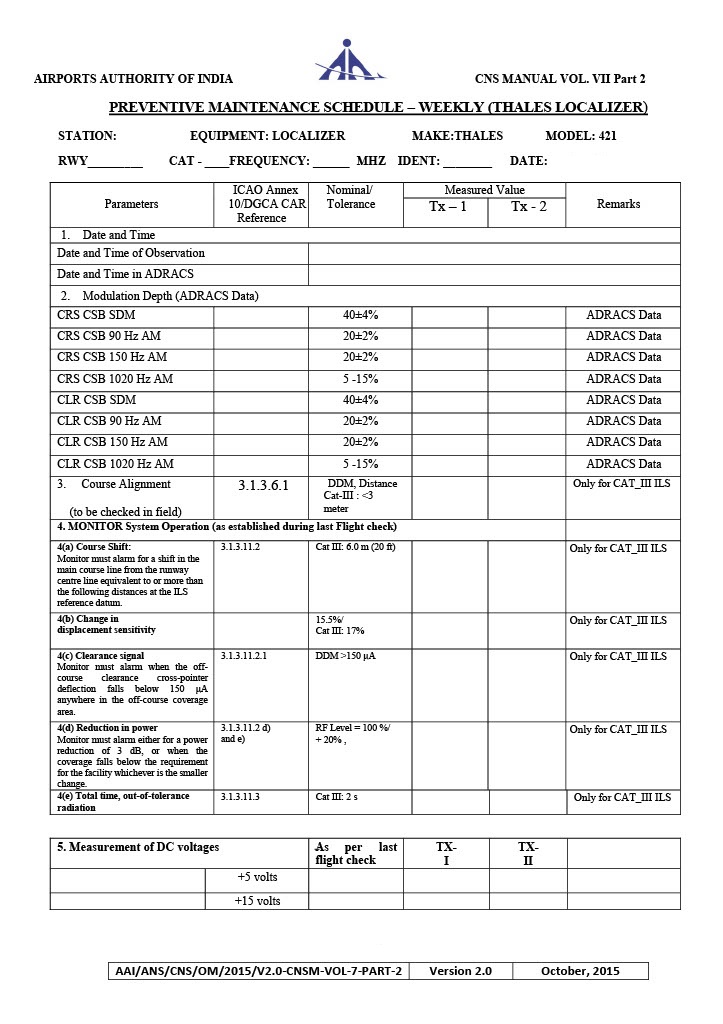 AIRPORTS AUTHORITY OF INDIA CNS MANUAL VOL. VII Part 2
PREVENTIVE MAINTENANCE SCHEDULE – WEEKLY (THALES LOCALIZER)
STATION: EQUIPMENT: LOCALIZER MAKE:THALES MODEL: 421
RWY_________ CAT - ____FREQUENCY: ______ MHZ IDENT: ________ DATE:
Parameters
ICAO Annex
10/DGCA CAR
Reference
Nominal/
Tolerance
Measured Value
Tx – 1 Tx - 2
Remarks
1. Date and Time
Date and Time of Observation
Date and Time in ADRACS
2. Modulation Depth (ADRACS Data)
CRS CSB SDM 40±4% ADRACS Data
CRS CSB 90 Hz AM 20±2% ADRACS Data
CRS CSB 150 Hz AM 20±2% ADRACS Data
CRS CSB 1020 Hz AM 5 -15% ADRACS Data
CLR CSB SDM 40±4% ADRACS Data
CLR CSB 90 Hz AM 20±2% ADRACS Data
CLR CSB 150 Hz AM 20±2% ADRACS Data
CLR CSB 1020 Hz AM 5 -15% ADRACS Data
3. Course Alignment
(to be checked in field)
3.1.3.6.1
DDM, Distance
Cat-III : <3
meter
Only for CAT_III ILS
4. MONITOR System Operation (as established during last Flight check)
4(a) Course Shift:
Monitor must alarm for a shift in the
main course line from the runway
centre line equivalent to or more than
the following distances at the ILS
reference datum.
3.1.3.11.2
Cat III: 6.0 m (20 ft)
Only for CAT_III ILS
4(b) Change in
displacement sensitivity
15.5%/
Cat III: 17%
Only for CAT_III ILS
4(c) Clearance signal
Monitor must alarm when the off-
course clearance cross-pointer
deflection falls below 150 μA
anywhere in the off-course coverage
area.
3.1.3.11.2.1
DDM >150 μA
Only for CAT_III ILS
4(d) Reduction in power
Monitor must alarm either for a power
reduction of 3 dB, or when the
coverage falls below the requirement
for the facility whichever is the smaller
change.
3.1.3.11.2 d)
and e)
RF Level = 100 %/
+ 20% ,
Only for CAT_III ILS
4(e) Total time, out-of-tolerance
radiation
3.1.3.11.3
Cat III: 2 s
Only for CAT_III ILS
5. Measurement of DC voltages
As per last
flight check
TX-
I
TX-
II
+5 volts
+15 volts
AAI/ANS/CNS/OM/2015/V2.0-CNSM-VOL-7-PART-2 Version 2.0 October, 2015